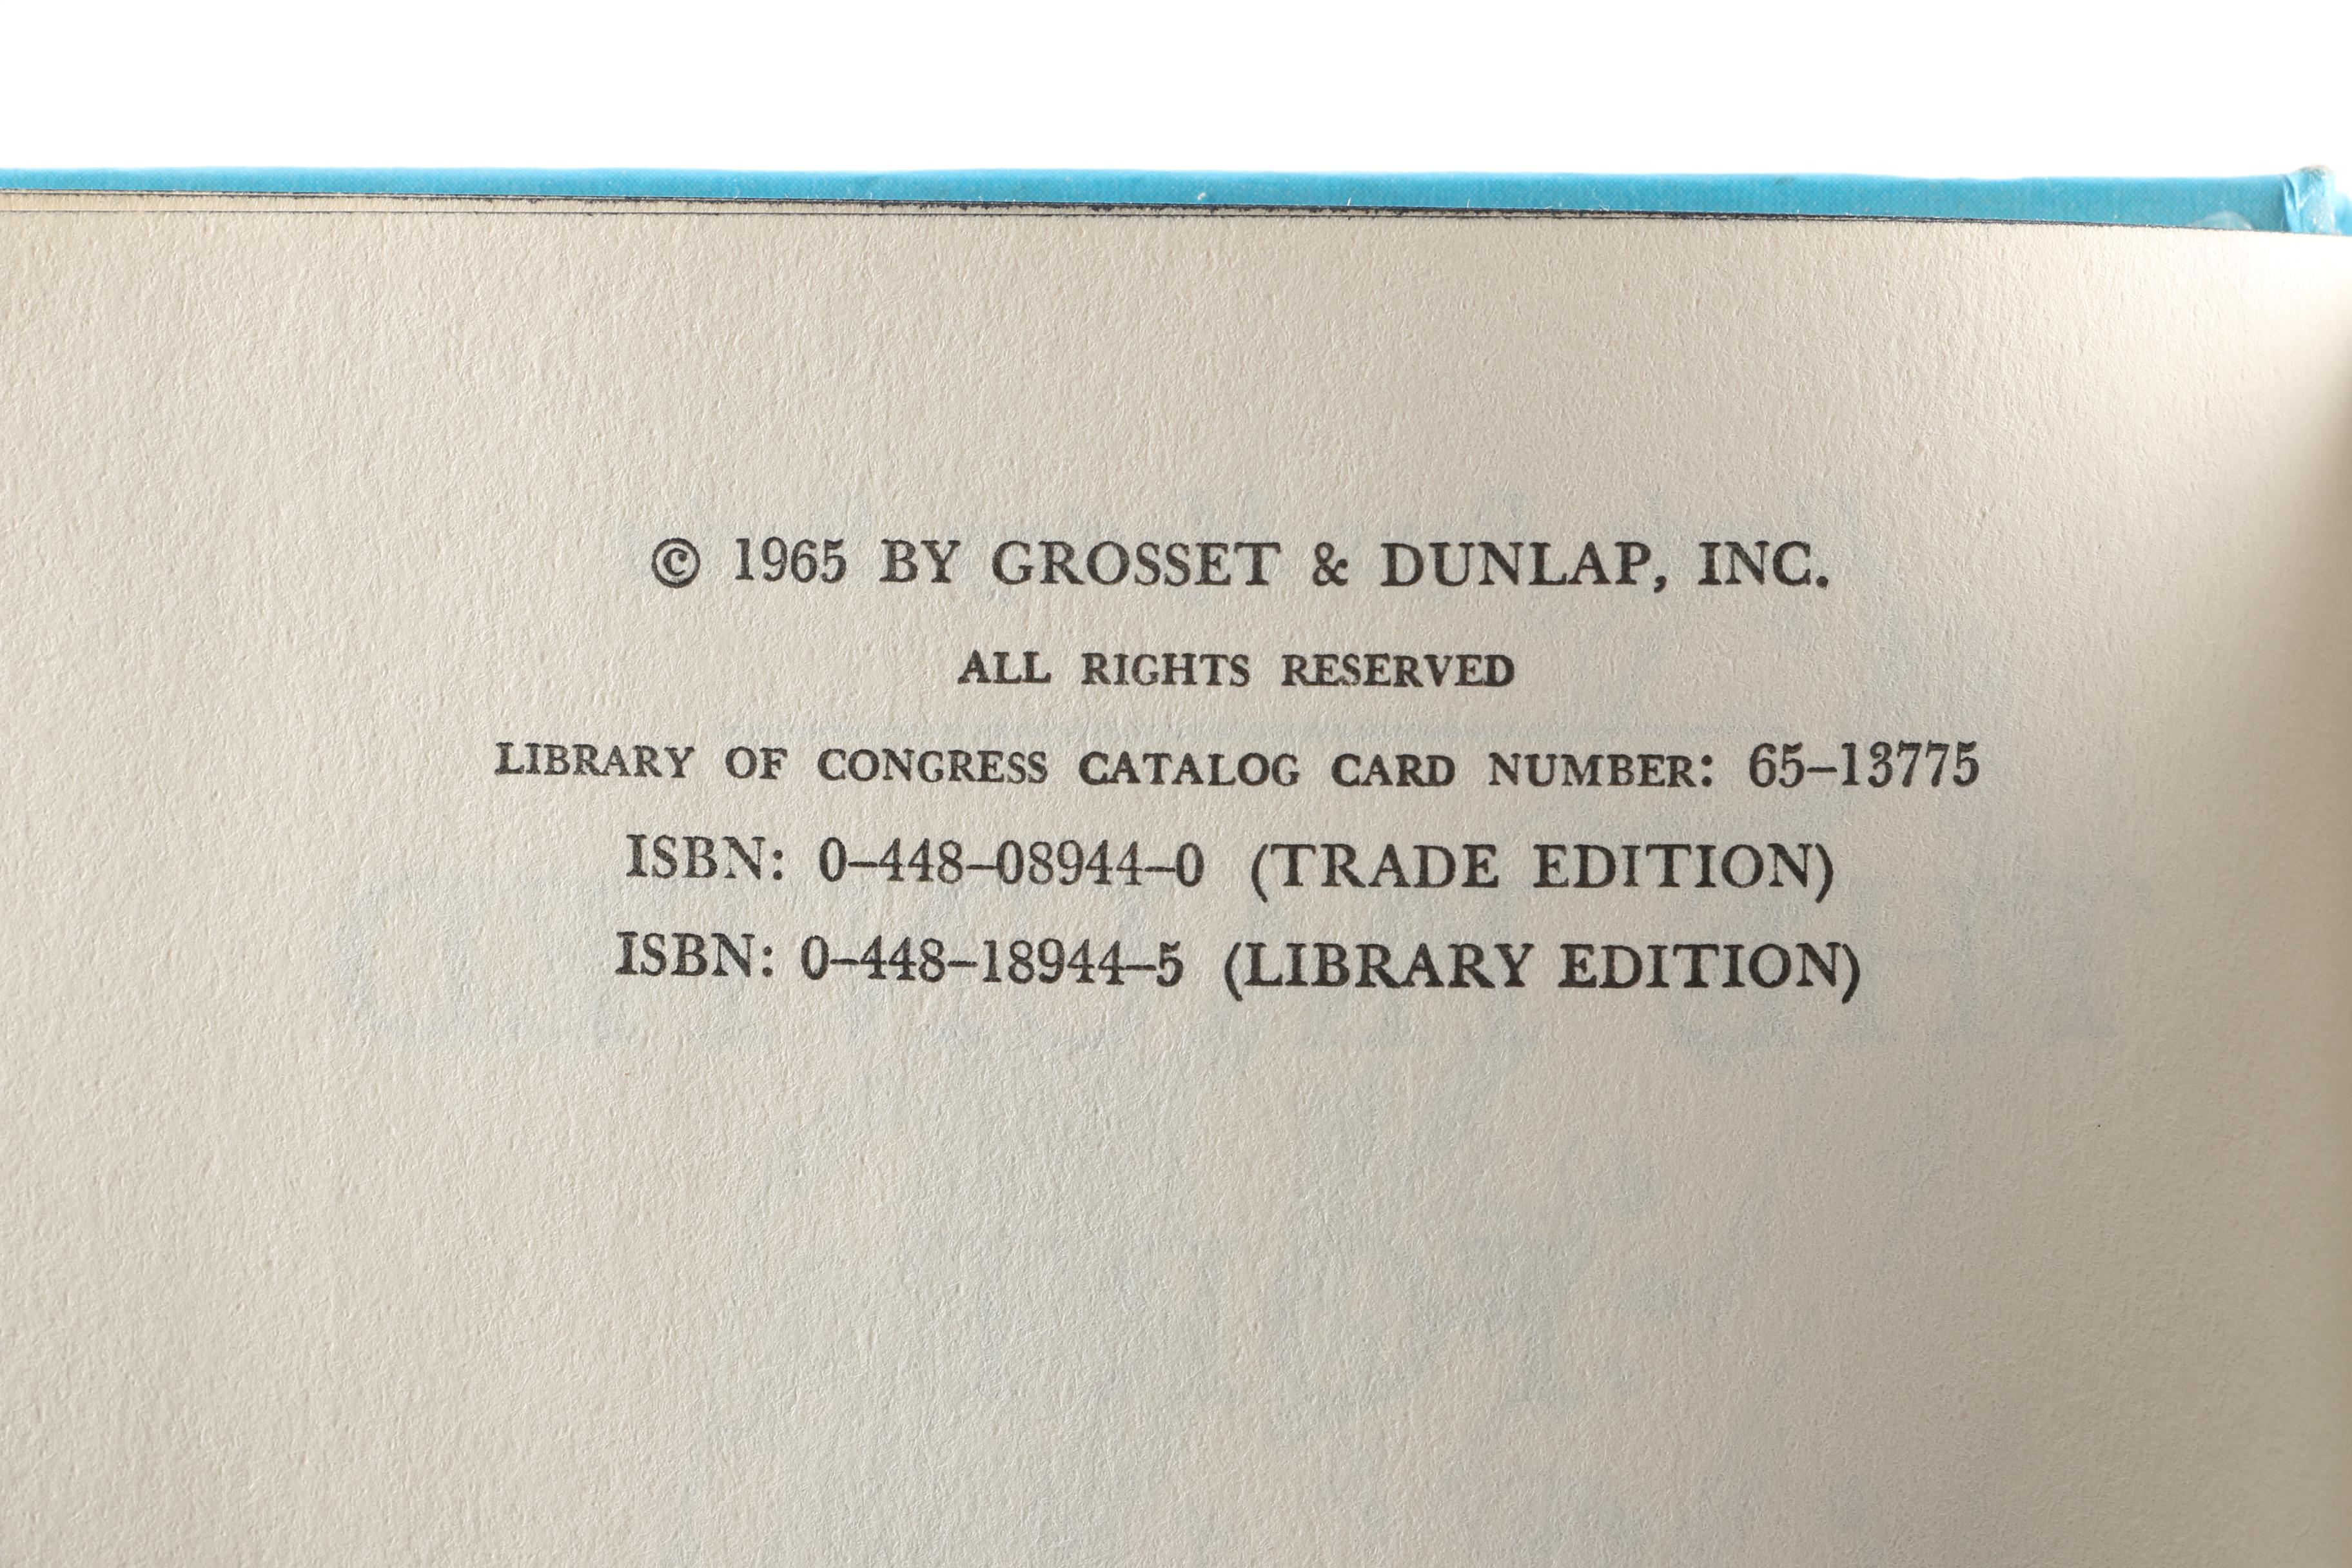 © 1965 BY GROSSET & DUNLAP, INC.
ALL RIGHTS RESERVED
LIBRARY OF CONGRESS CATALOG CARD NUMBER: 65–13775
ISBN: 0–448–08944–0 (TRADE EDITION)
ISBN: 0–448–18944–5 (LIBRARY EDITION)